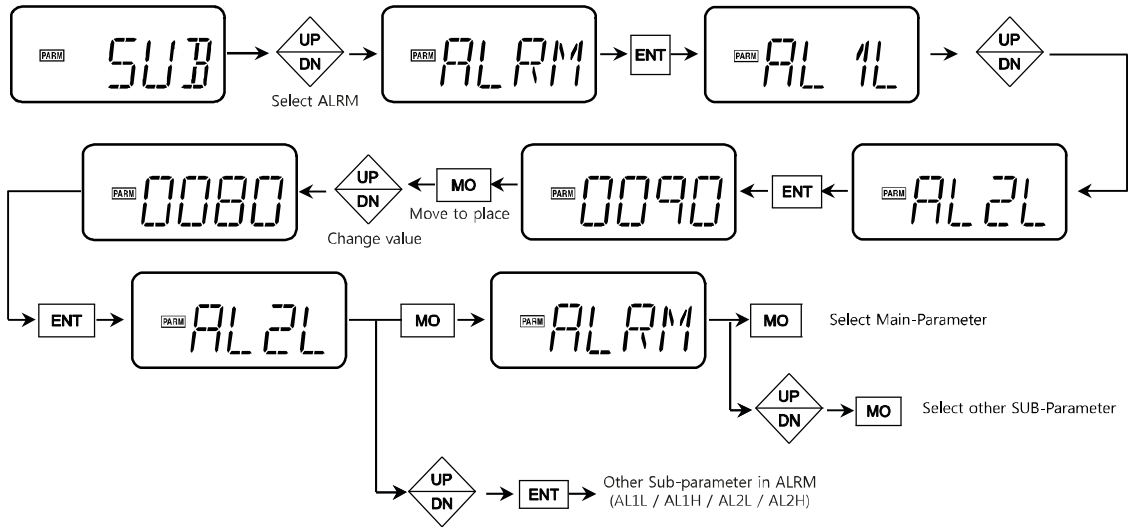 PARM SUB
UP
DN
Select ALRM
PARM ALRM
ENT
PARM AL 1L
UP
DN
PARM AL2L
ENT
PARM 0090
MO
Move to place
UP
DN
Change value
PARM 0080
ENT
PARM AL2L
MO
PARM ALRM
MO
Select Main-Parameter
UP
DN
MO
Select other SUB-Parameter
UP
DN
ENT
Other Sub-parameter in ALRM
(AL1L / AL1H / AL2L / AL2H)